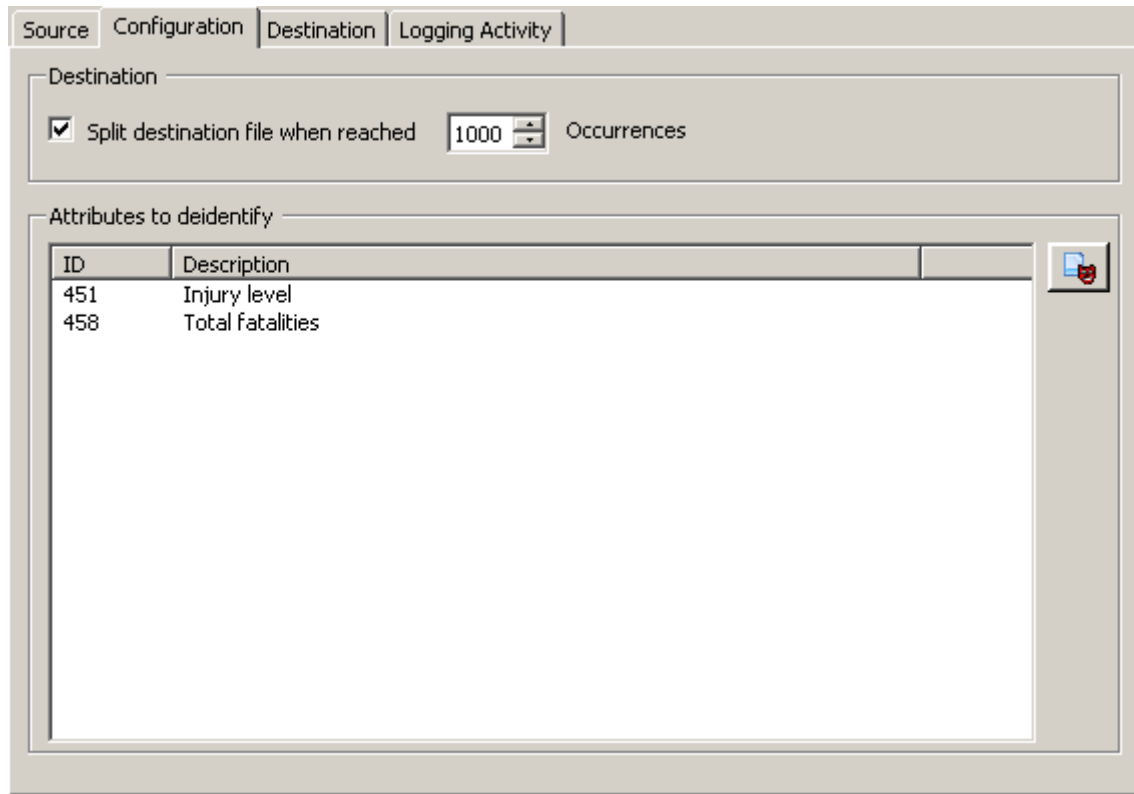 Source Configuration Destination Logging Activity
Destination
Split destination file when reached 1000 Occurrences
Attributes to deidentify
ID Description
451 Injury level
458 Total fatalities